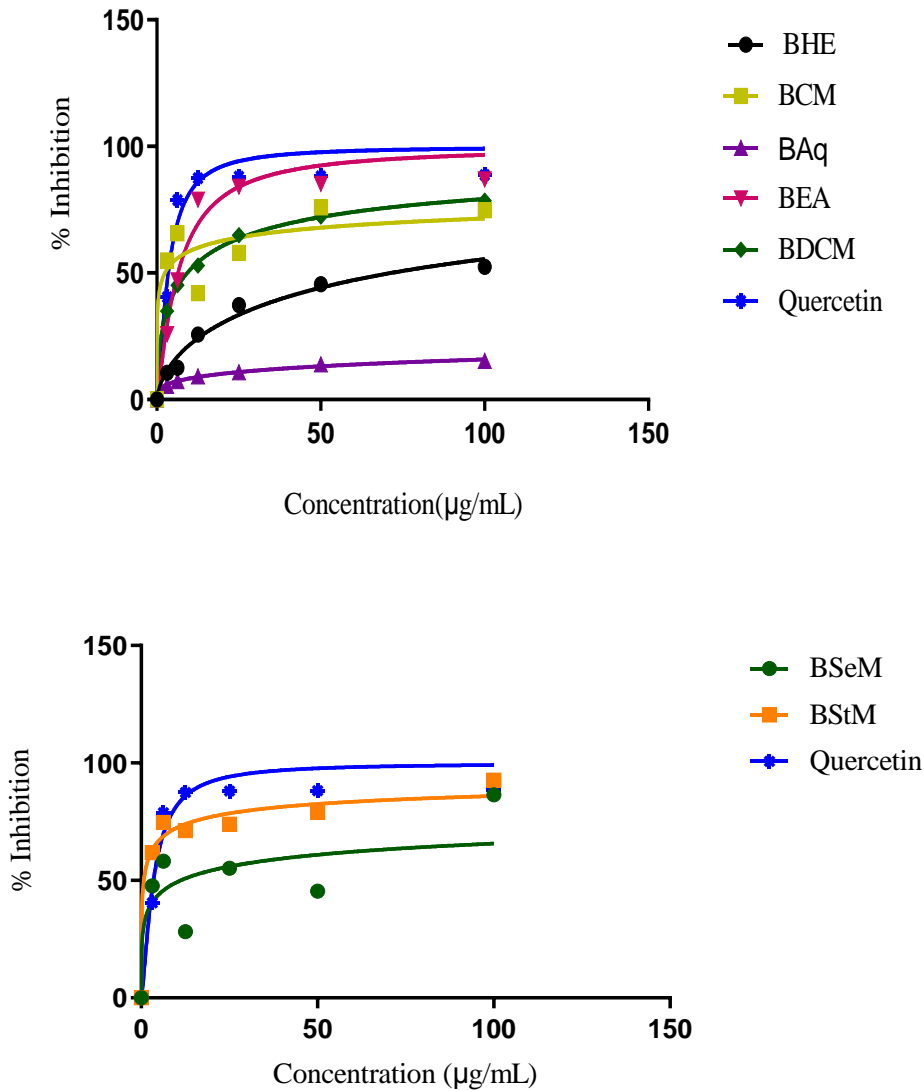 150
100
50
0
% Inhibition
0 50 100 150
Concentration(μg/mL)
BHE
BCM
BAq
BEA
BDCM
Quercetin
150
100
50
0
% Inhibition
0 50 100 150
Concentration (μg/mL)
BSeM
BStM
Quercetin